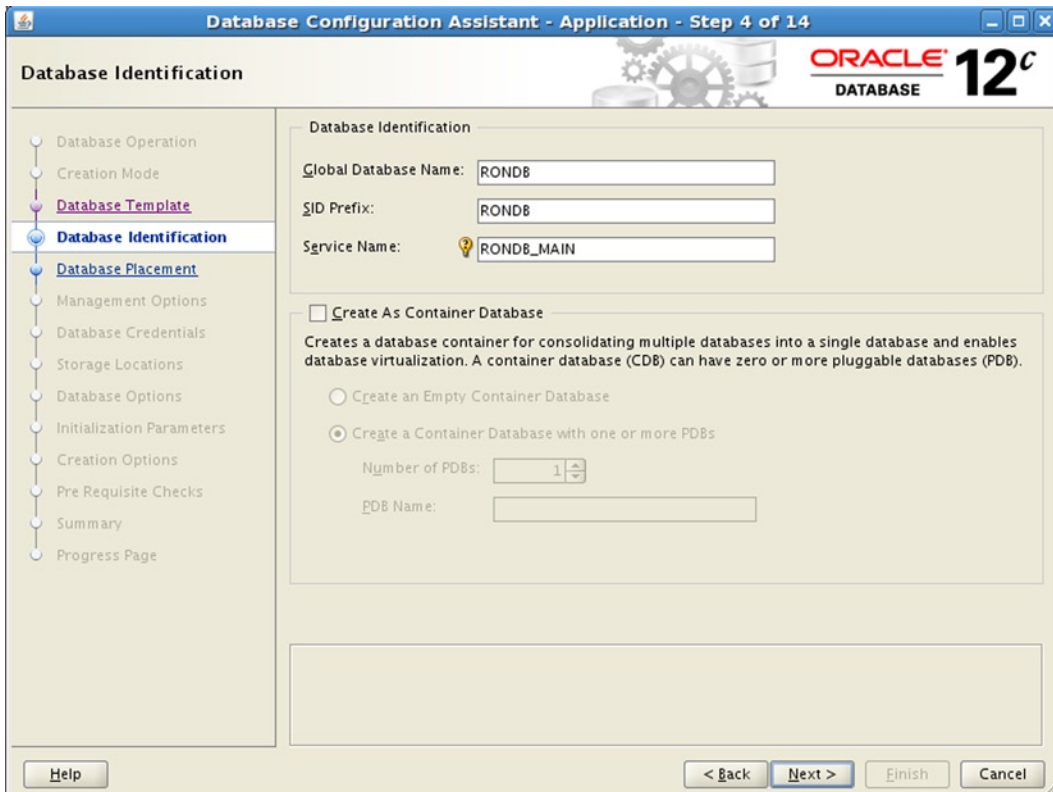 Database Configuration Assistant - Application - Step 4 of 14
Database Identification
ORACLE®
DATABASE
12c
Database Operation
Creation Mode
Database Template
Database Identification
Database Placement
Management Options
Database Credentials
Storage Locations
Database Options
Initialization Parameters
Creation Options
Pre Requisite Checks
Summary
Progress Page
Database Identification
Global Database Name: RONDB
SID Prefix: RONDB
Service Name: RONDB_MAIN
Create As Container Database
Creates a database container for consolidating multiple databases into a single database and enables
database virtualization. A container database (CDB) can have zero or more pluggable databases (PDB).
Create an Empty Container Database
Create a Container Database with one or more PDBs
Number of PDBs: 1
PDB Name:
Help
< Back
Next >
Finish
Cancel